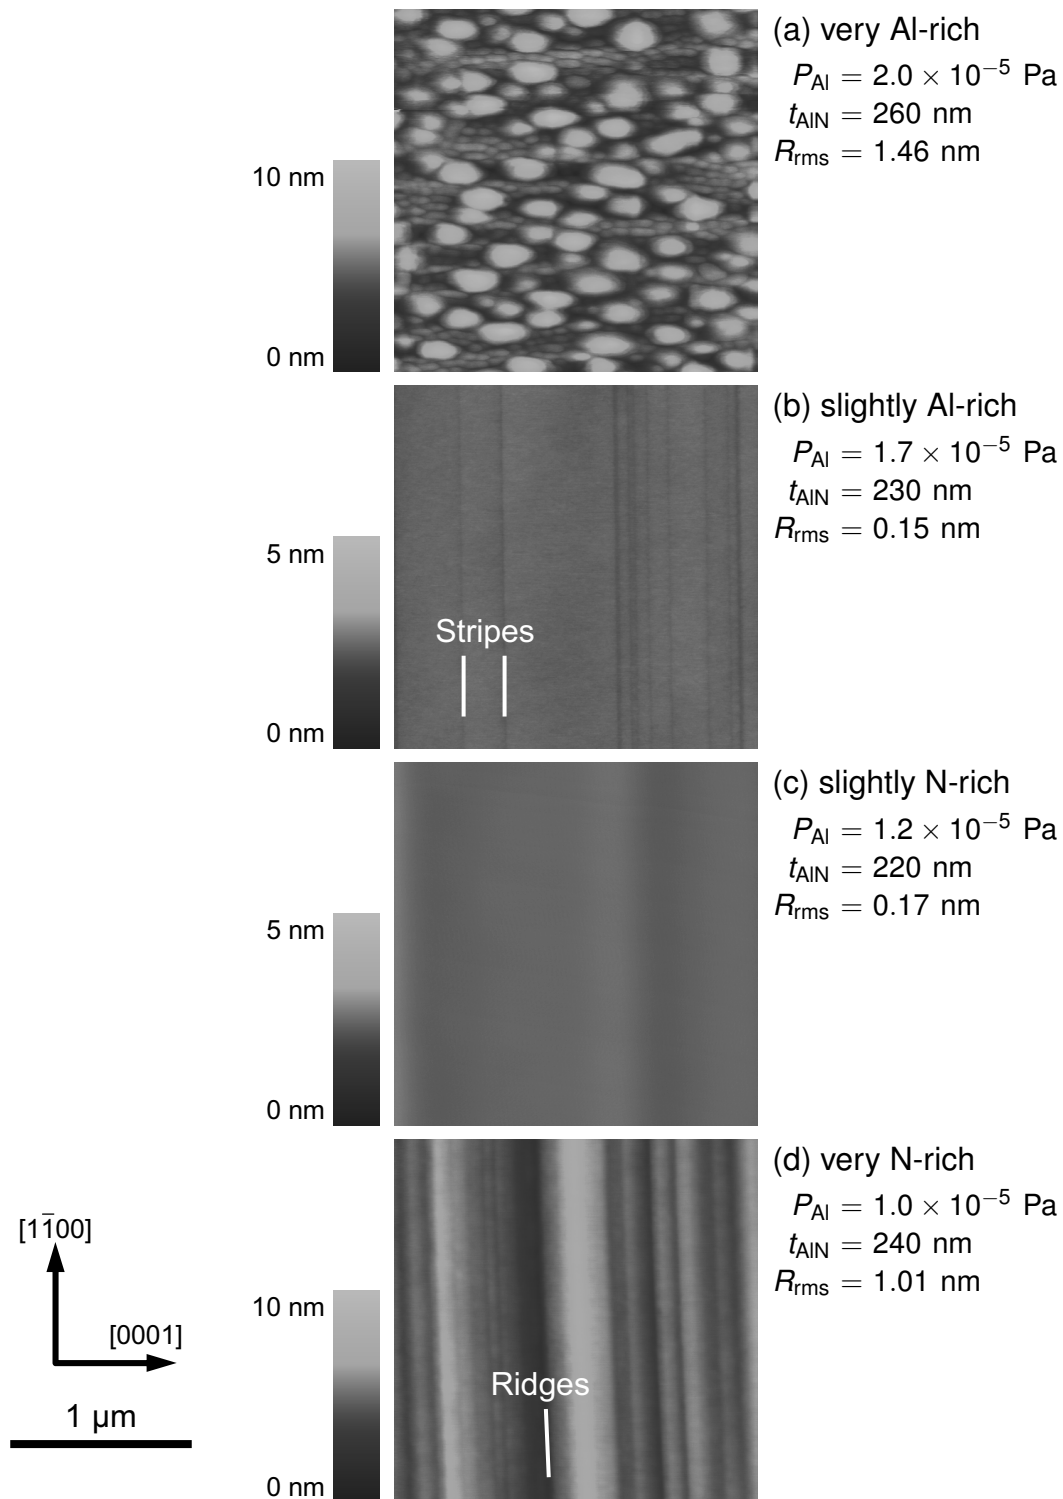 (a) very Al-rich
P_Al = 2.0 × 10⁻⁵ Pa
t_AlN = 260 nm
R_rms = 1.46 nm
10 nm
0 nm
(b) slightly Al-rich
P_Al = 1.7 × 10⁻⁵ Pa
t_AlN = 230 nm
R_rms = 0.15 nm
5 nm
Stripes
0 nm
(c) slightly N-rich
P_Al = 1.2 × 10⁻⁵ Pa
t_AlN = 220 nm
R_rms = 0.17 nm
5 nm
0 nm
(d) very N-rich
P_Al = 1.0 × 10⁻⁵ Pa
t_AlN = 240 nm
R_rms = 1.01 nm
[11̄00]
10 nm
[0001]
Ridges
1 µm
0 nm